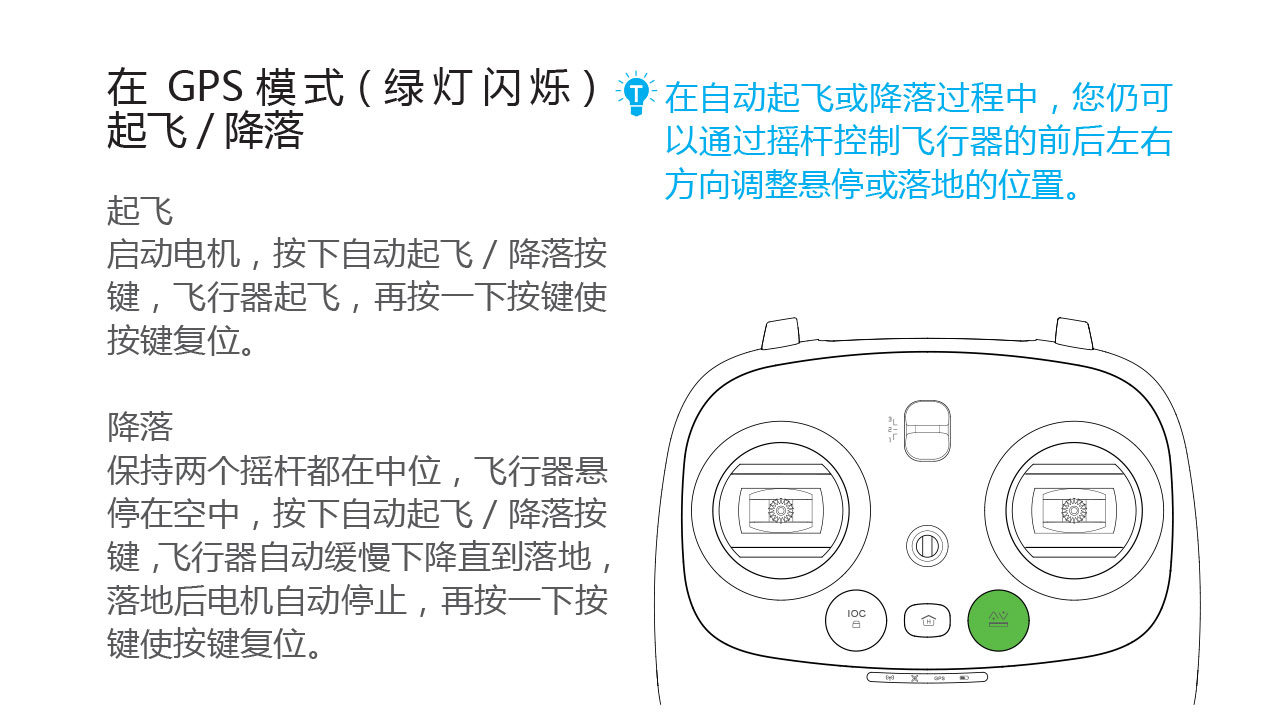 在 GPS 模式(绿灯闪烁)
起飞 / 降落
起飞
启动电机，按下自动起飞 / 降落按
键，飞行器起飞，再按一下按键使
按键复位。
降落
保持两个摇杆都在中位，飞行器悬
停在空中，按下自动起飞 / 降落按
键，飞行器自动缓慢下降直到落地，
落地后电机自动停止，再按一下按
键使按键复位。
T
在自动起飞或降落过程中，您仍可
以通过摇杆控制飞行器的前后左右
方向调整悬停或落地的位置。
3
2
1
IOC
H
GPS